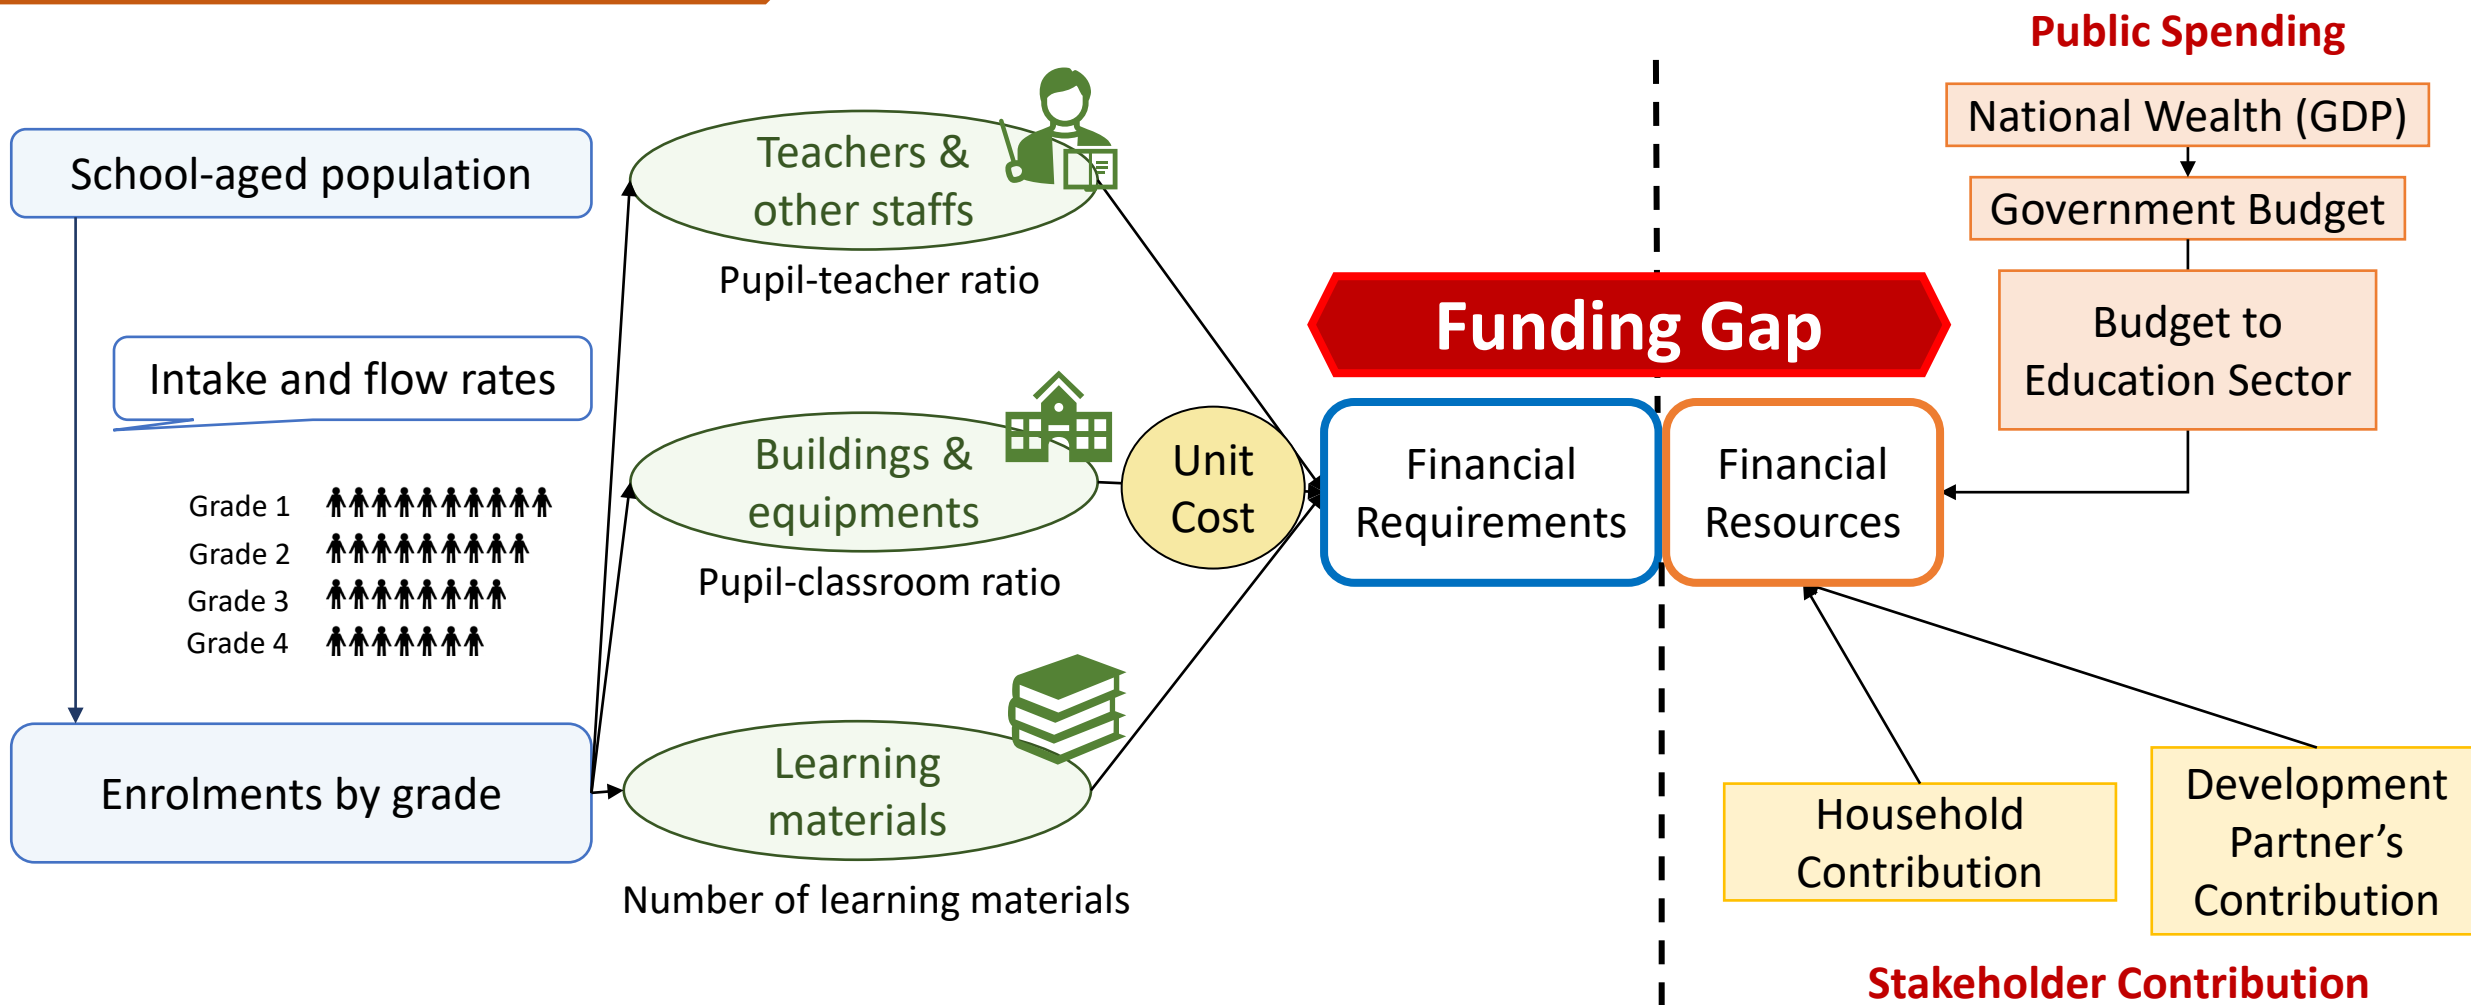 School-aged population
Intake and flow rates
Grade 1
Grade 2
Grade 3
Grade 4
Enrolments by grade
Teachers &
other staffs
Pupil-teacher ratio
Buildings &
equipments
Pupil-classroom ratio
Learning
materials
Number of learning materials
Unit
Cost
Funding Gap
Financial
Requirements
Financial
Resources
Public Spending
National Wealth (GDP)
Government Budget
Budget to
Education Sector
Household
Contribution
Development
Partner’s
Contribution
Stakeholder Contribution